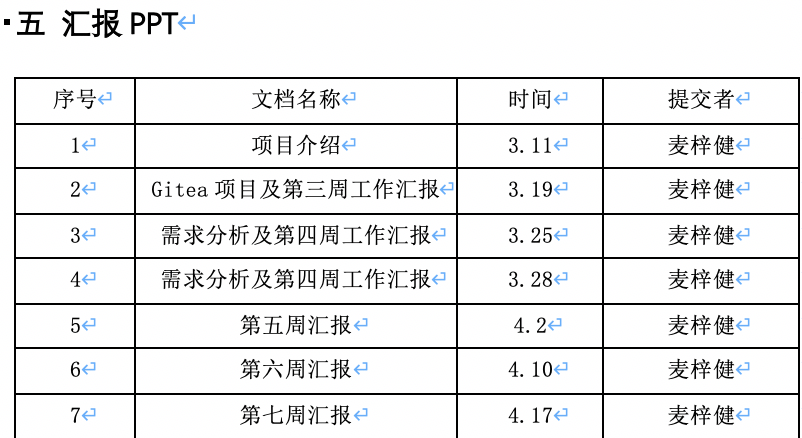 五 汇报 PPT
序号 文档名称 时间 提交者
1 项目介绍 3.11 麦梓健
2 Gitea 项目及第三周工作汇报 3.19 麦梓健
3 需求分析及第四周工作汇报 3.25 麦梓健
4 需求分析及第四周工作汇报 3.28 麦梓健
5 第五周汇报 4.2 麦梓健
6 第六周汇报 4.10 麦梓健
7 第七周汇报 4.17 麦梓健